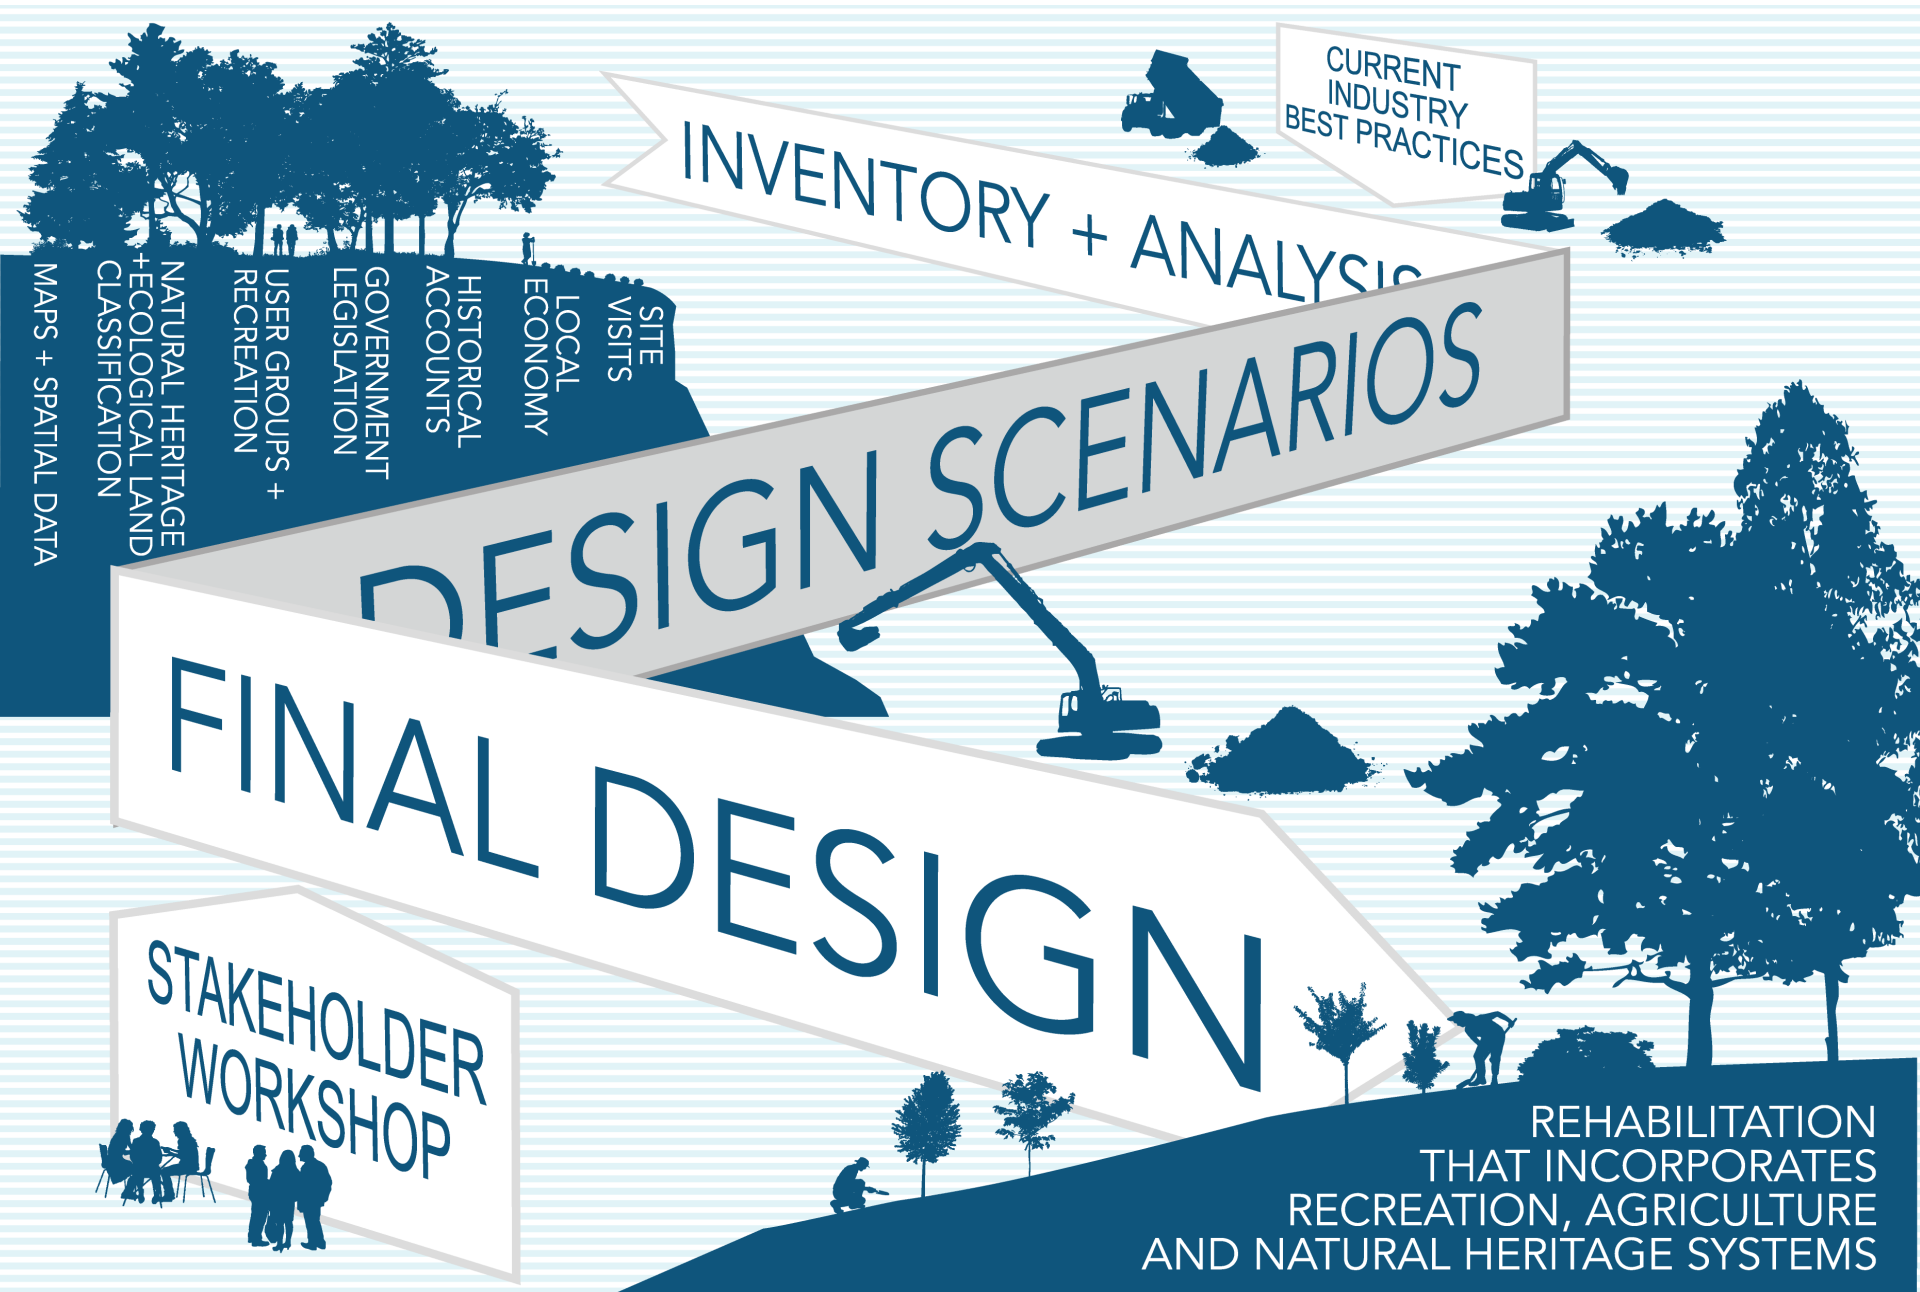 CURRENT
INDUSTRY
BEST PRACTICES
INVENTORY + ANALYSIS
MAPS + SPATIAL DATA
NATURAL HERITAGE
+ECOLOGICAL LAND
CLASSIFICATION
USER GROUPS +
RECREATION
GOVERNMENT
LEGISLATION
HISTORICAL
ACCOUNTS
LOCAL
ECONOMY
SITE
VISITS
DESIGN SCENARIOS
FINAL DESIGN
STAKEHOLDER
WORKSHOP
REHABILITATION
THAT INCORPORATES
RECREATION, AGRICULTURE
AND NATURAL HERITAGE SYSTEMS